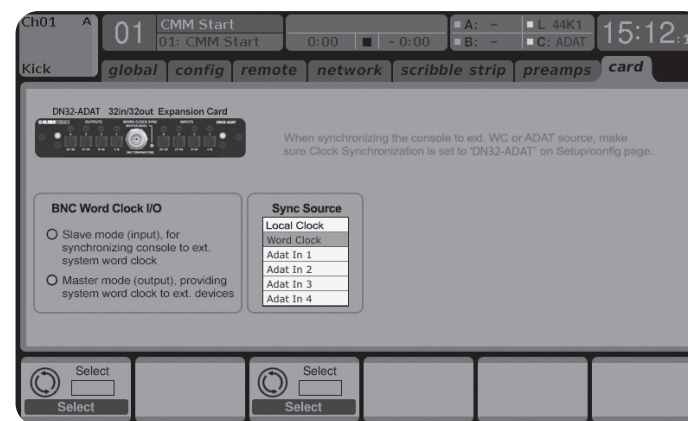 Ch01 A
Kick
01
CMM Start
01: CMM Start
0:00
- 0:00
A: -
B: -
L 44K1
C: ADAT
15:12
global config remote network scribble strip preamps card
DN32-ADAT 32in/32out Expansion Card
OUTPUTS
WORD CLOCK SYNC
INPUTS
When synchronizing the console to ext. WC or ADAT source, make
sure Clock Synchronization is set to 'DN32-ADAT' on Setup/config page.
BNC Word Clock I/O
Slave mode (input), for
synchronizing console to ext.
system word clock
Master mode (output), providing
system word clock to ext. devices
Sync Source
Local Clock
Word Clock
Adat In 1
Adat In 2
Adat In 3
Adat In 4
Select
Select
Select
Select